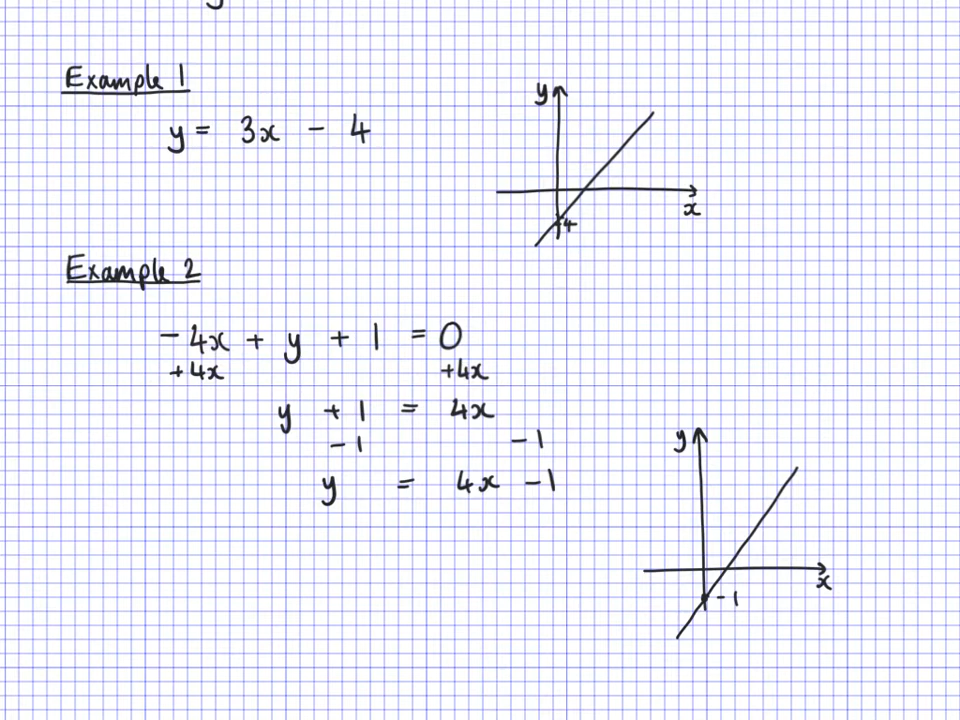 Example 1
y = 3x - 4
y
x
-4
Example 2
-4x + y + 1 = 0
+4x +4x
y + 1 = 4x
-1 -1
y = 4x - 1
y
x
-1